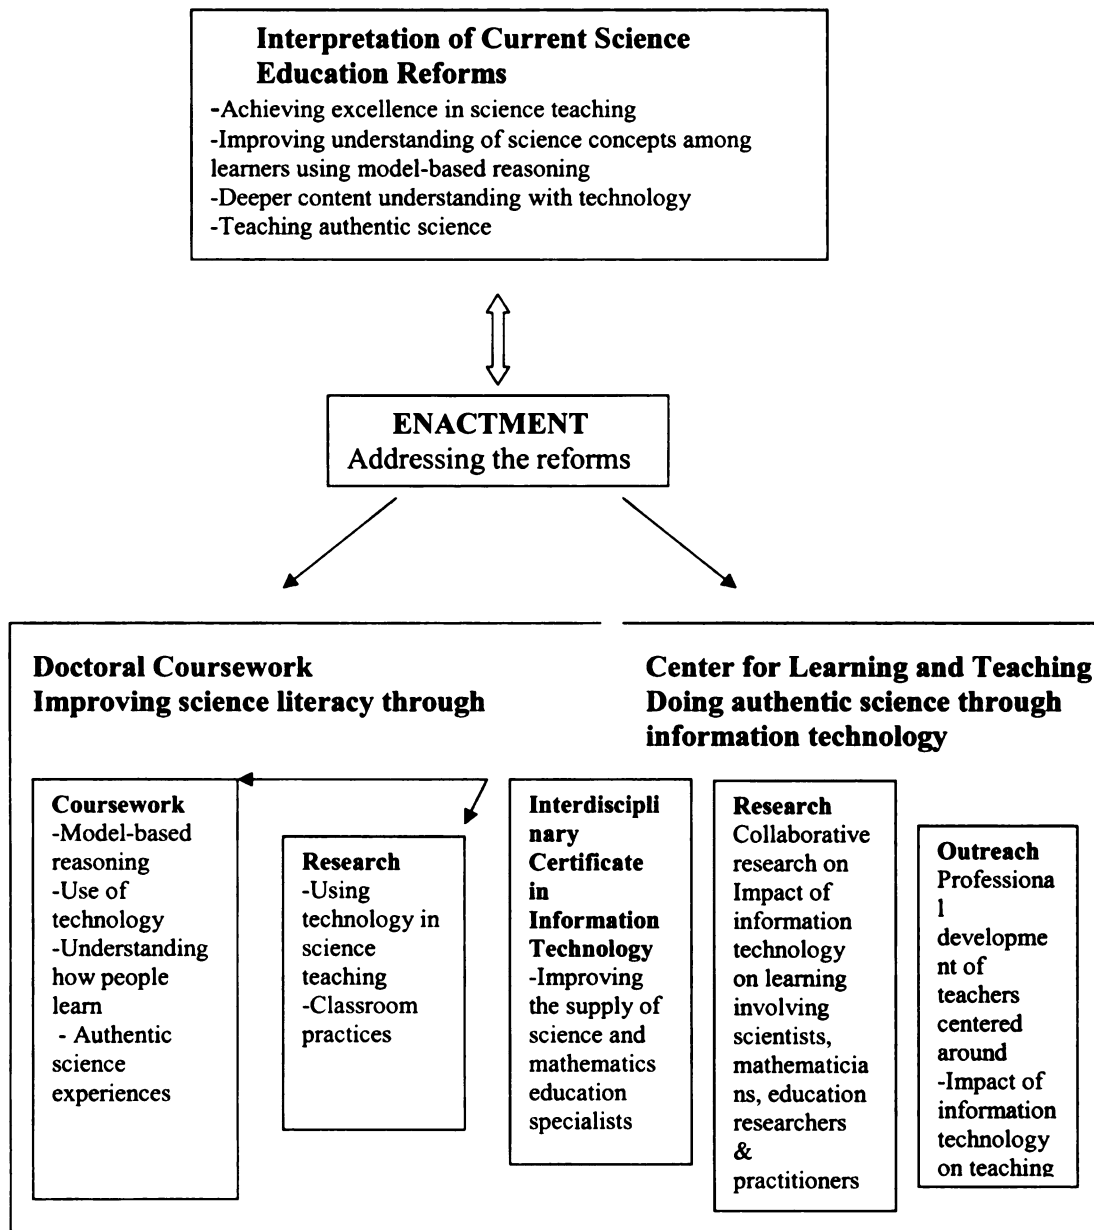 Interpretation of Current Science
Education Reforms
-Achieving excellence in science teaching
-Improving understanding of science concepts among
learners using model-based reasoning
-Deeper content understanding with technology
-Teaching authentic science
ENACTMENT
Addressing the reforms
Doctoral Coursework
Improving science literacy through
Center for Learning and Teaching
Doing authentic science through
information technology
Coursework
-Model-based
reasoning
-Use of
technology
-Understanding
how people
learn
- Authentic
science
experiences
Research
-Using
technology in
science
teaching
-Classroom
practices
Interdiscipli
nary
Certificate
in
Information
Technology
-Improving
the supply of
science and
mathematics
education
specialists
Research
Collaborative
research on
Impact of
information
technology
on learning
involving
scientists,
mathematicia
ns, education
researchers
&
practitioners
Outreach
Professiona
l
developme
nt of
teachers
centered
around
-Impact of
information
technology
on teaching